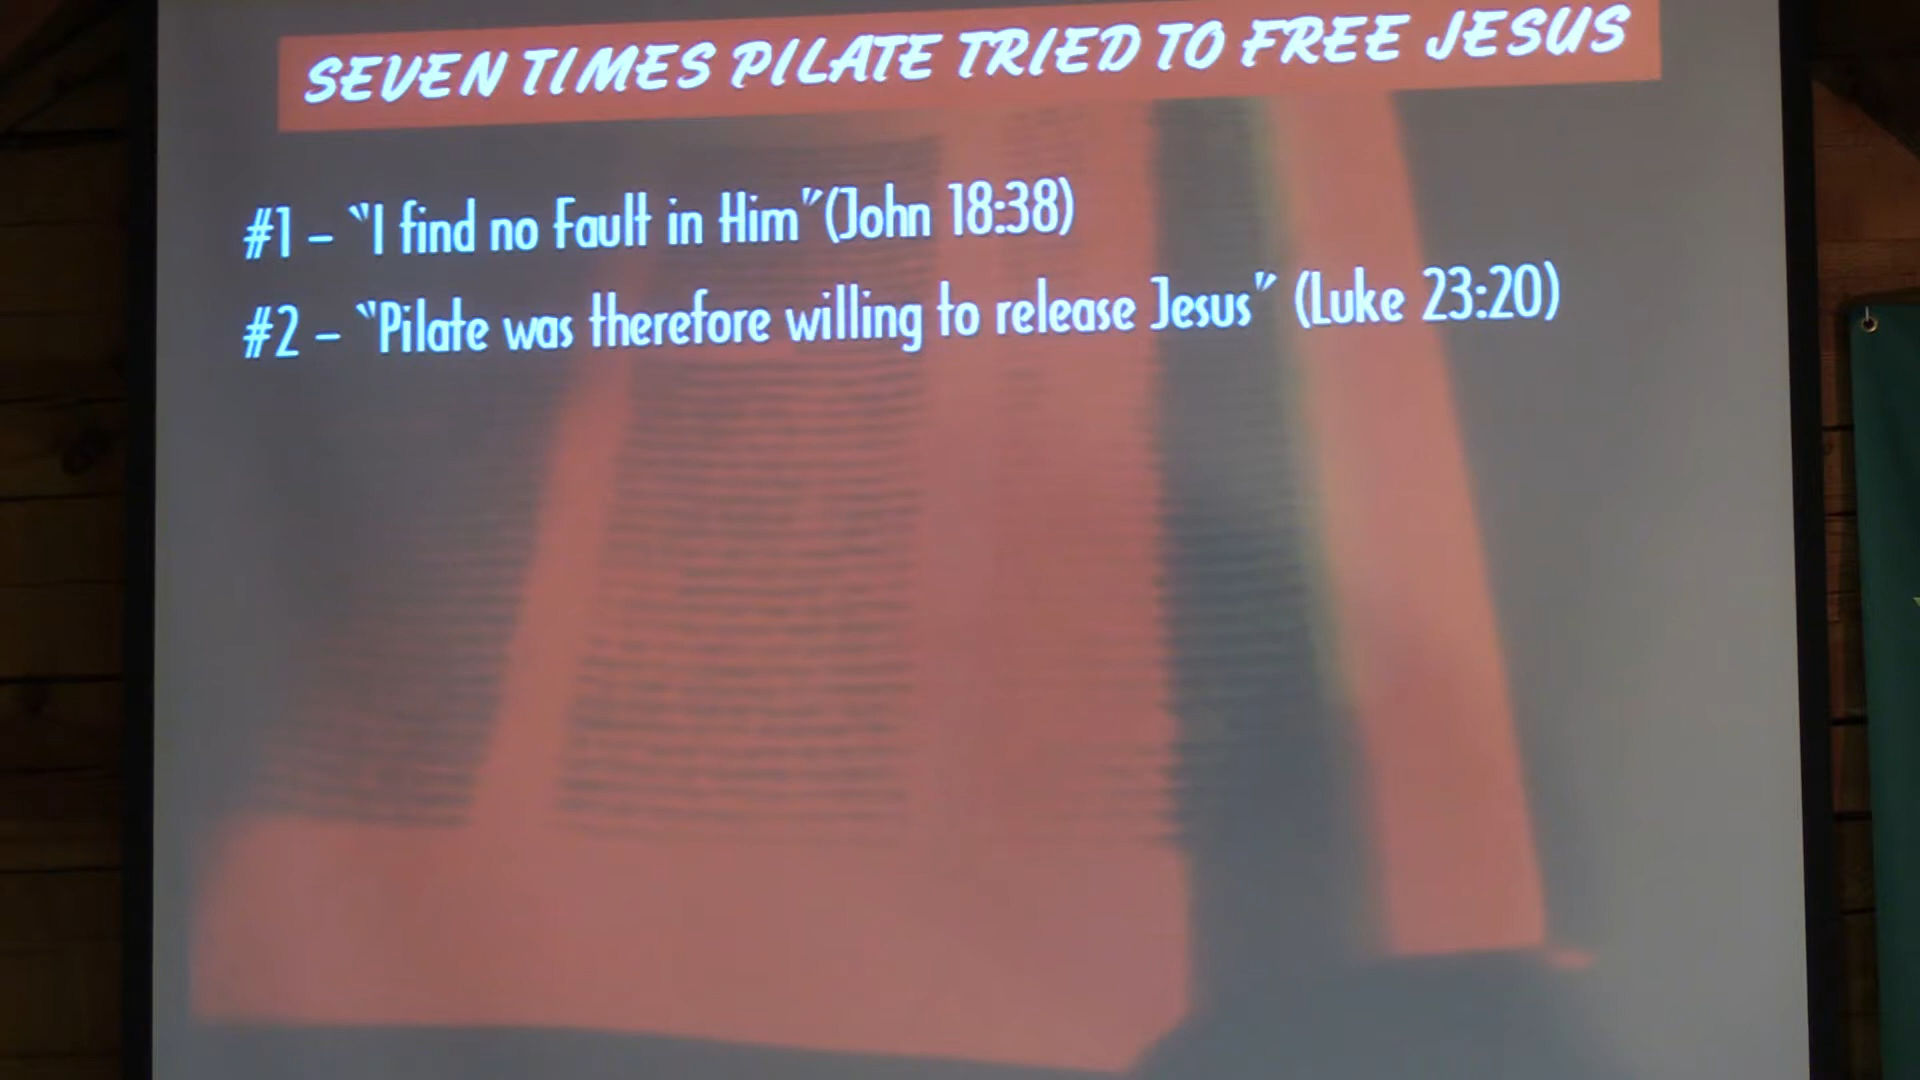 SEVEN TIMES PILATE TRIED TO FREE JESUS
#1 – "I find no Fault in Him"(John 18:38)
#2 – "Pilate was therefore willing to release Jesus" (Luke 23:20)